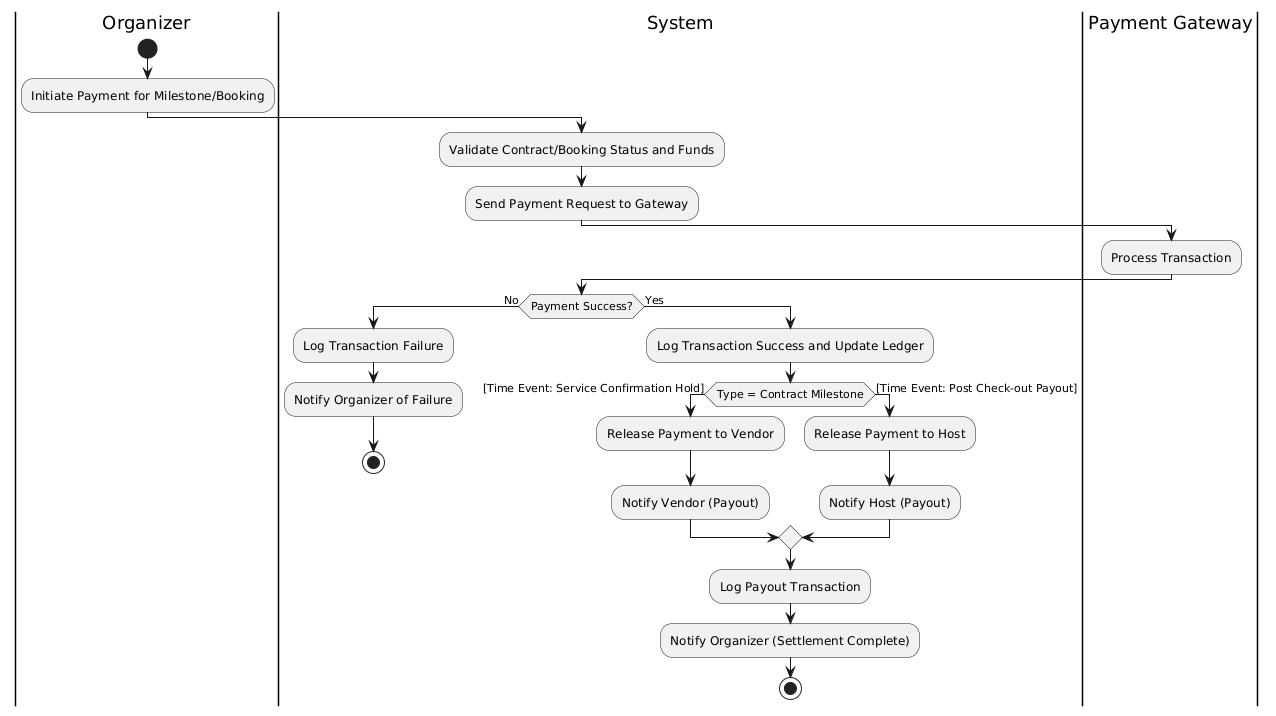 Organizer
System
Payment Gateway
Initiate Payment for Milestone/Booking
Validate Contract/Booking Status and Funds
Send Payment Request to Gateway
Process Transaction
No
Payment Success?
Yes
Log Transaction Failure
Log Transaction Success and Update Ledger
Notify Organizer of Failure
[Time Event: Service Confirmation Hold]
Type = Contract Milestone
[Time Event: Post Check-out Payout]
Release Payment to Vendor
Release Payment to Host
Notify Vendor (Payout)
Notify Host (Payout)
Log Payout Transaction
Notify Organizer (Settlement Complete)